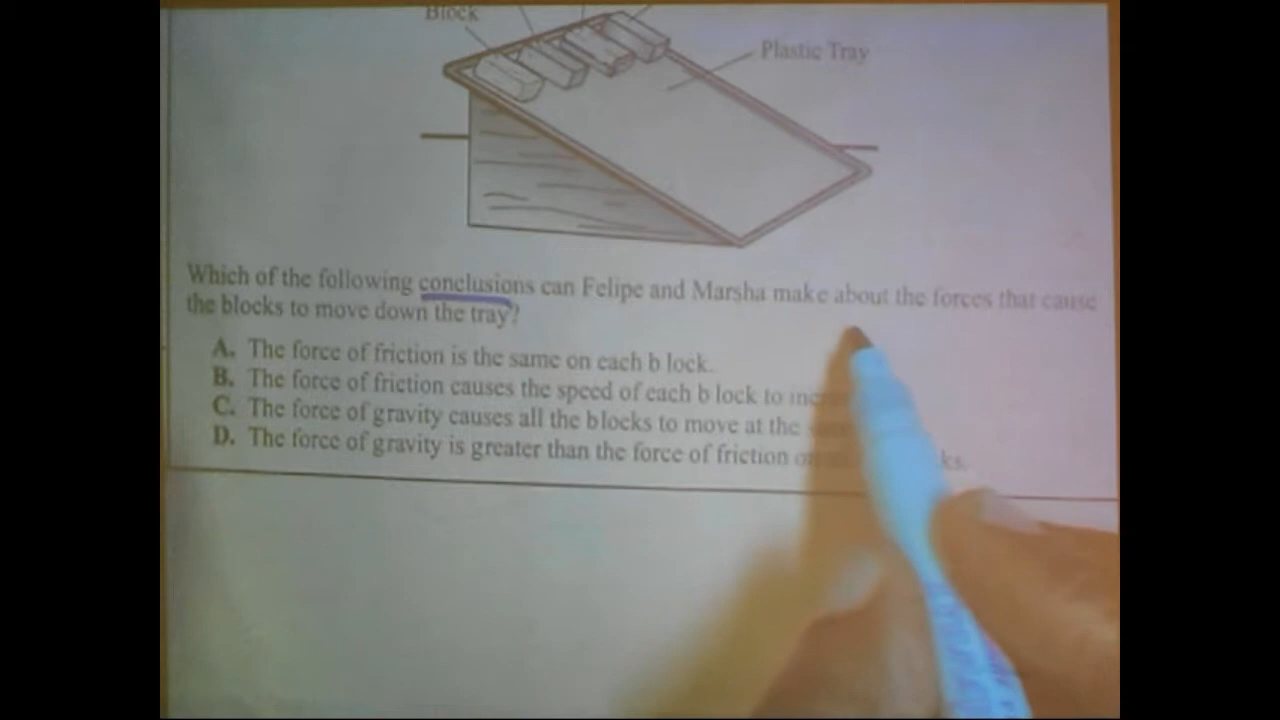 Block
Plastic Tray
Which of the following conclusions can Felipe and Marsha make about the forces that cause
the blocks to move down the tray?
A. The force of friction is the same on each b lock.
B. The force of friction causes the speed of each b lock to
C. The force of gravity causes all the blocks to move at the
D. The force of gravity is greater than the force of friction